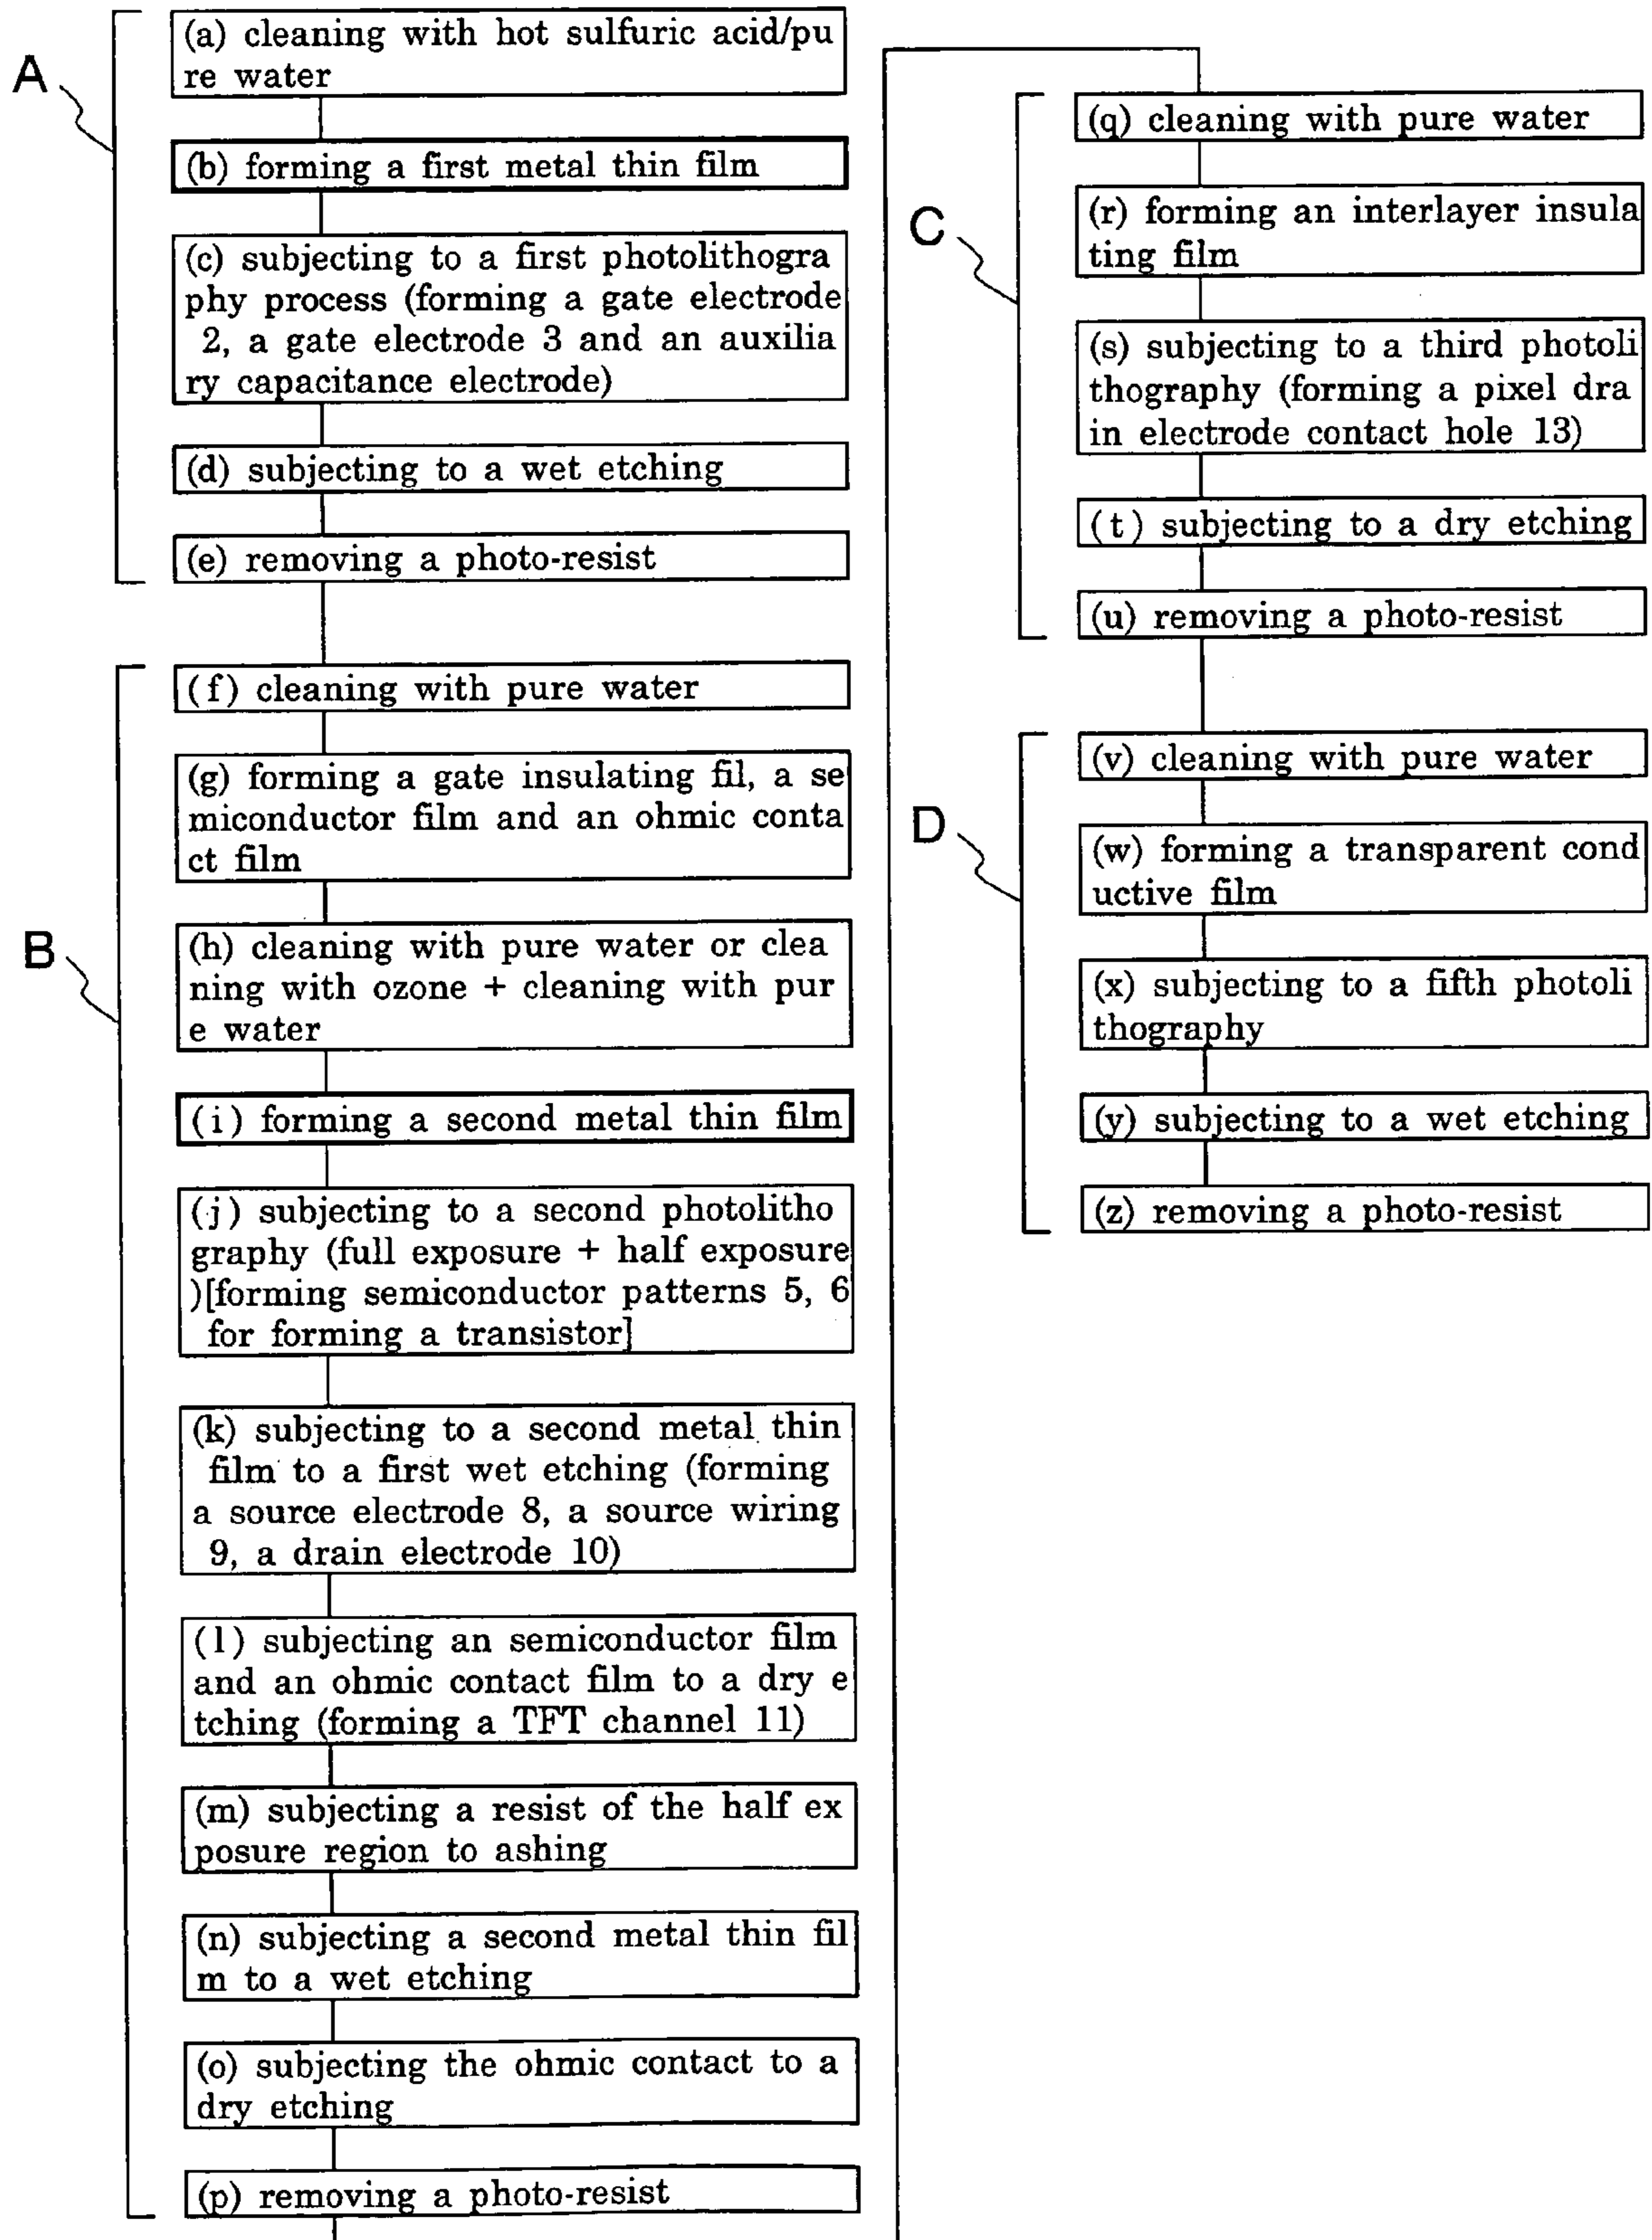 A
(a) cleaning with hot sulfuric acid/pu
re water
(b) forming a first metal thin film
(c) subjecting to a first photolithogra
phy process (forming a gate electrode
2, a gate electrode 3 and an auxilia
ry capacitance electrode)
(d) subjecting to a wet etching
(e) removing a photo-resist
B
(f) cleaning with pure water
(g) forming a gate insulating fil, a se
miconductor film and an ohmic conta
ct film
(h) cleaning with pure water or clea
ning with ozone + cleaning with pur
e water
(i) forming a second metal thin film
(j) subjecting to a second photolitho
graphy (full exposure + half exposure
)[forming semiconductor patterns 5, 6
for forming a transistor]
(k) subjecting to a second metal thin
film to a first wet etching (forming
a source electrode 8, a source wiring
9, a drain electrode 10)
(l) subjecting an semiconductor film
and an ohmic contact film to a dry e
tching (forming a TFT channel 11)
(m) subjecting a resist of the half ex
posure region to ashing
(n) subjecting a second metal thin fil
m to a wet etching
(o) subjecting the ohmic contact to a
dry etching
(p) removing a photo-resist
C
(q) cleaning with pure water
(r) forming an interlayer insula
ting film
(s) subjecting to a third photoli
thography (forming a pixel dra
in electrode contact hole 13)
(t) subjecting to a dry etching
(u) removing a photo-resist
D
(v) cleaning with pure water
(w) forming a transparent cond
uctive film
(x) subjecting to a fifth photoli
thography
(y) subjecting to a wet etching
(z) removing a photo-resist